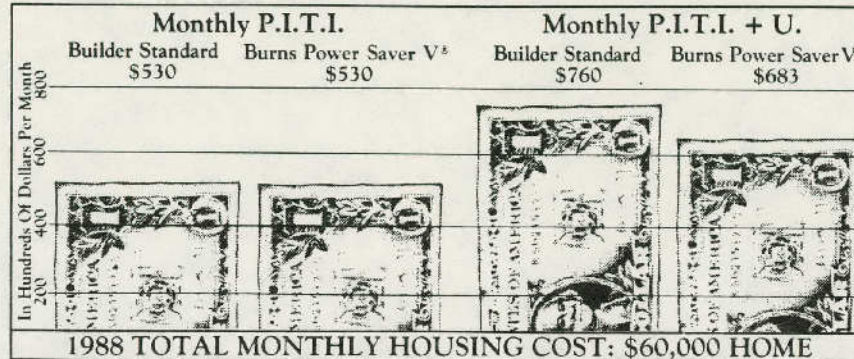 Monthly P.I.T.I.
Builder Standard
$530
Burns Power Saver V®
$530
Monthly P.I.T.I. + U.
Builder Standard
$760
Burns Power Saver V
$683
In Hundreds Of Dollars Per Month
800
600
400
200
1988 TOTAL MONTHLY HOUSING COST: $60,000 HOME